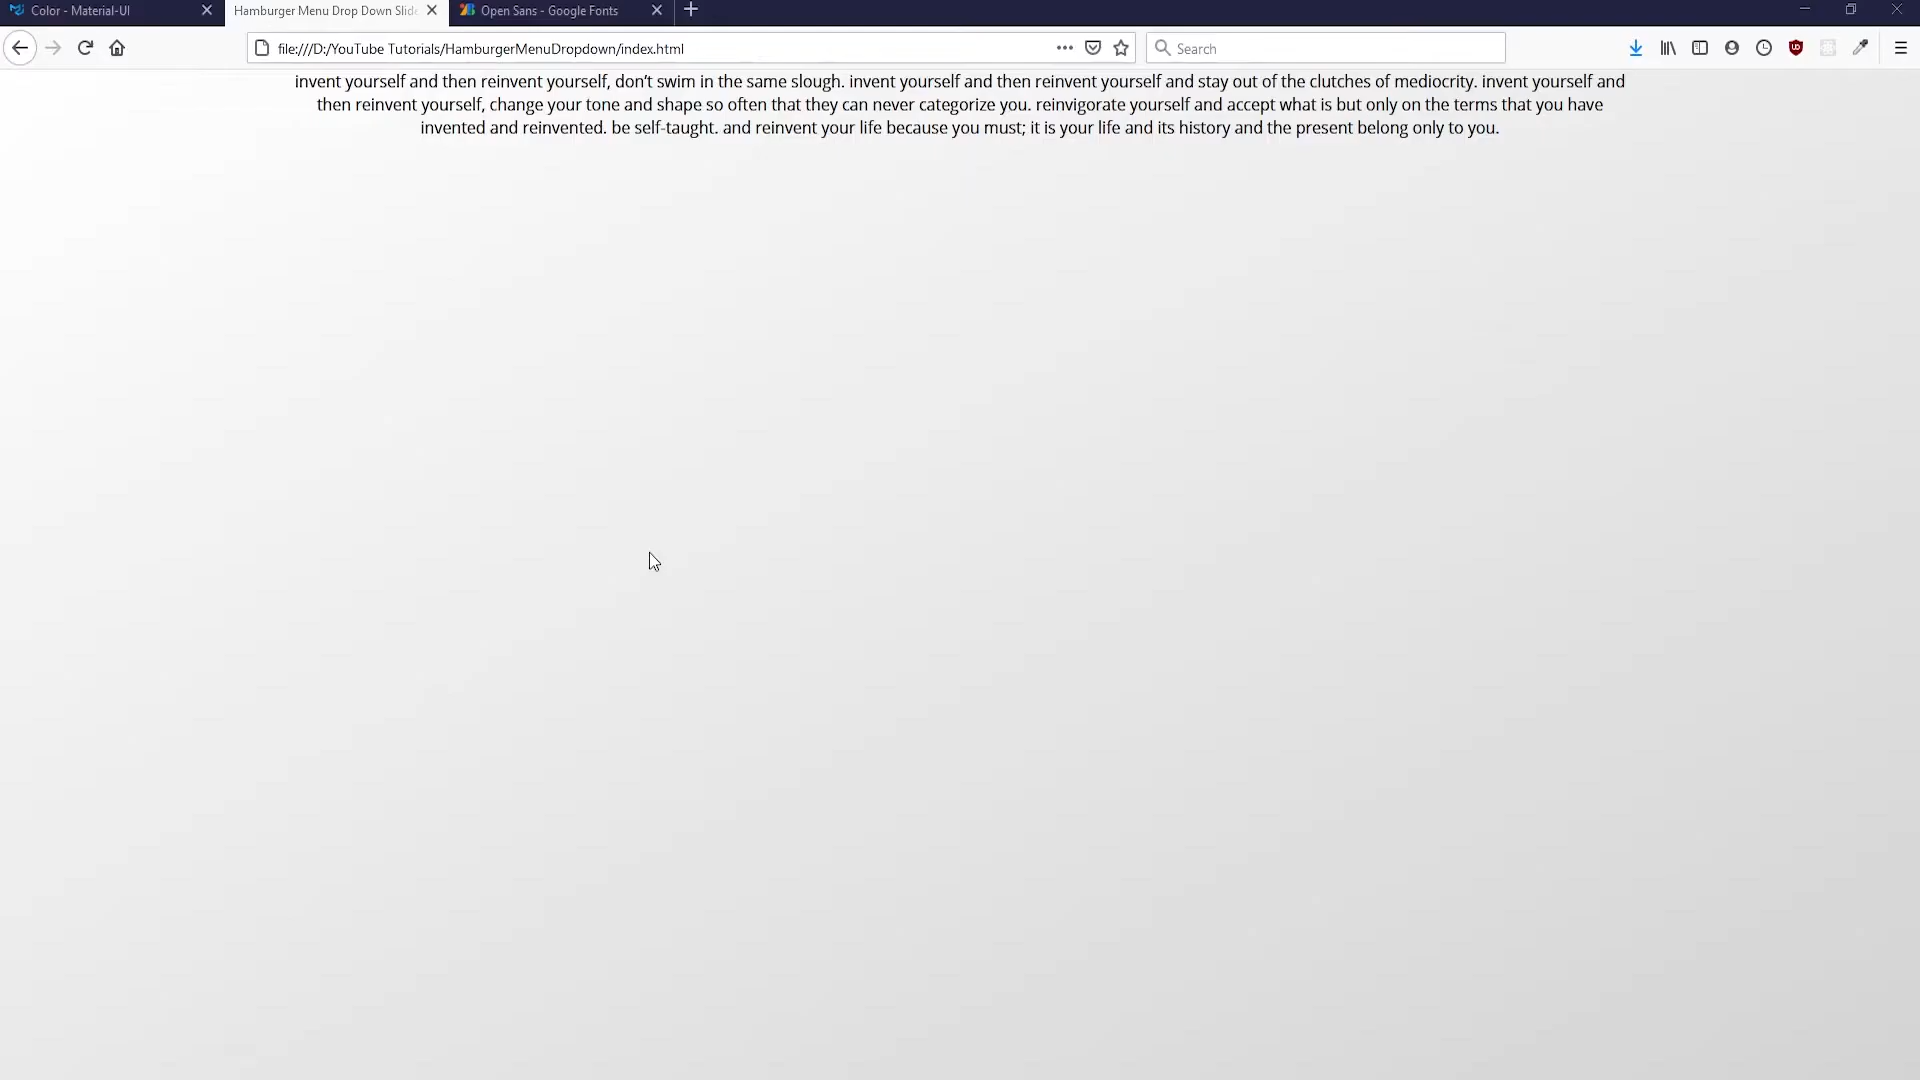 Color - Material-UI
Hamburger Menu Drop Down Slid
Open Sans - Google Fonts
file:///D:/YouTube Tutorials/HamburgerMenuDropdown/index.html
Search
invent yourself and then reinvent yourself, don’t swim in the same slough. invent yourself and then reinvent yourself and stay out of the clutches of mediocrity. invent yourself and
then reinvent yourself, change your tone and shape so often that they can never categorize you. reinvigorate yourself and accept what is but only on the terms that you have
invented and reinvented. be self-taught. and reinvent your life because you must; it is your life and its history and the present belong only to you.